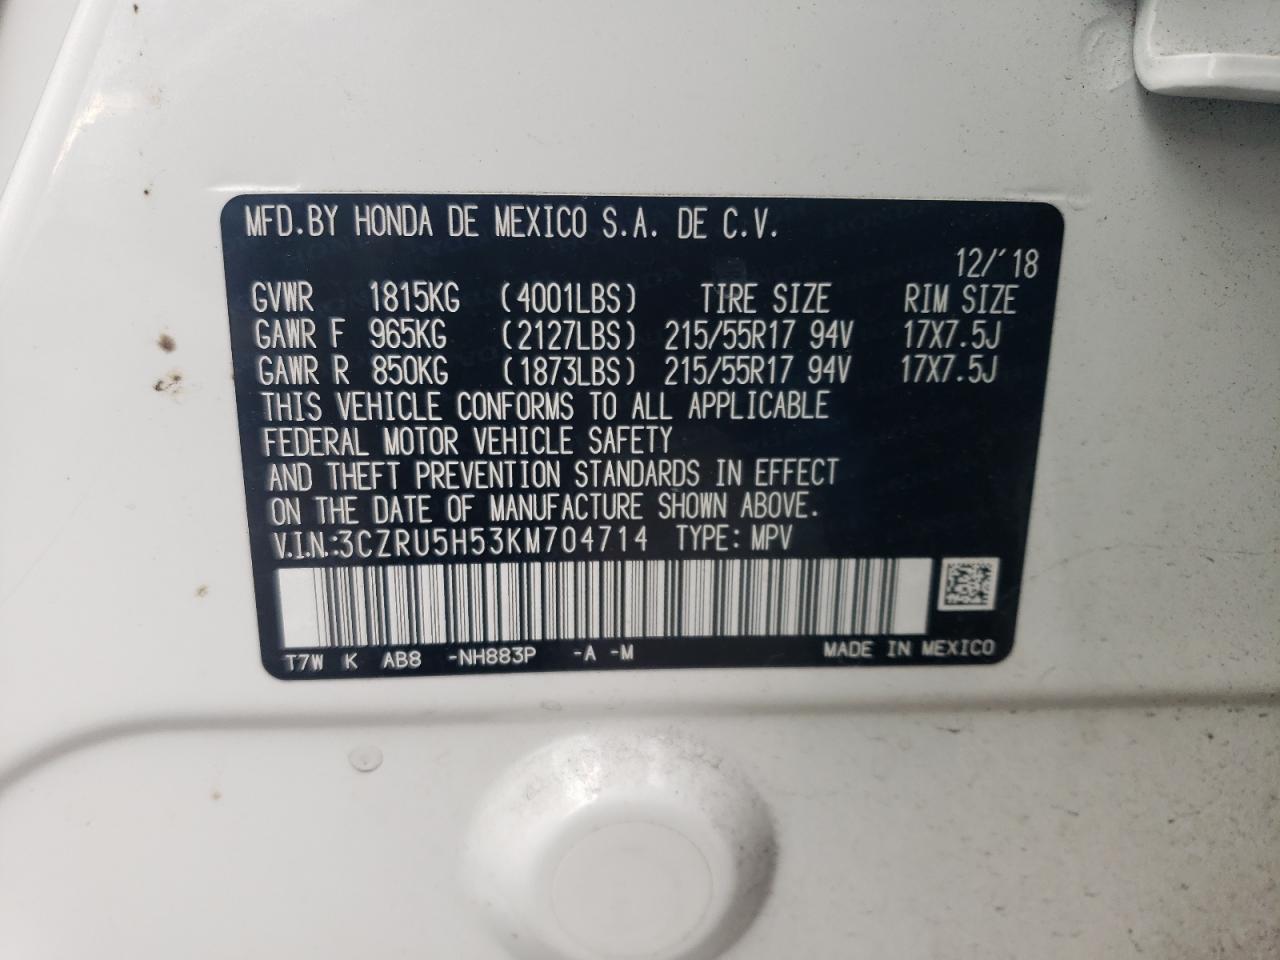 MFD.BY HONDA DE MEXICO S.A. DE C.V.
12/'18
GVWR 1815KG (4001LBS) TIRE SIZE RIM SIZE
GAWR F 965KG (2127LBS) 215/55R17 94V 17X7.5J
GAWR R 850KG (1873LBS) 215/55R17 94V 17X7.5J
THIS VEHICLE CONFORMS TO ALL APPLICABLE
FEDERAL MOTOR VEHICLE SAFETY
AND THEFT PREVENTION STANDARDS IN EFFECT
ON THE DATE OF MANUFACTURE SHOWN ABOVE.
V.I.N.:3CZRU5H53KM704714 TYPE: MPV
T7W K AB8 -NH883P -A -M MADE IN MEXICO